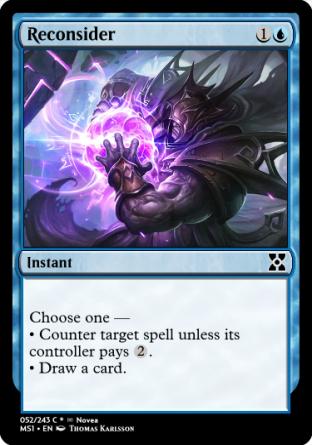 Reconsider 1
Instant
Choose one —
• Counter target spell unless its
controller pays 2.
• Draw a card.
052/243 C * Novea
MS1 • EN Thomas Karlsson